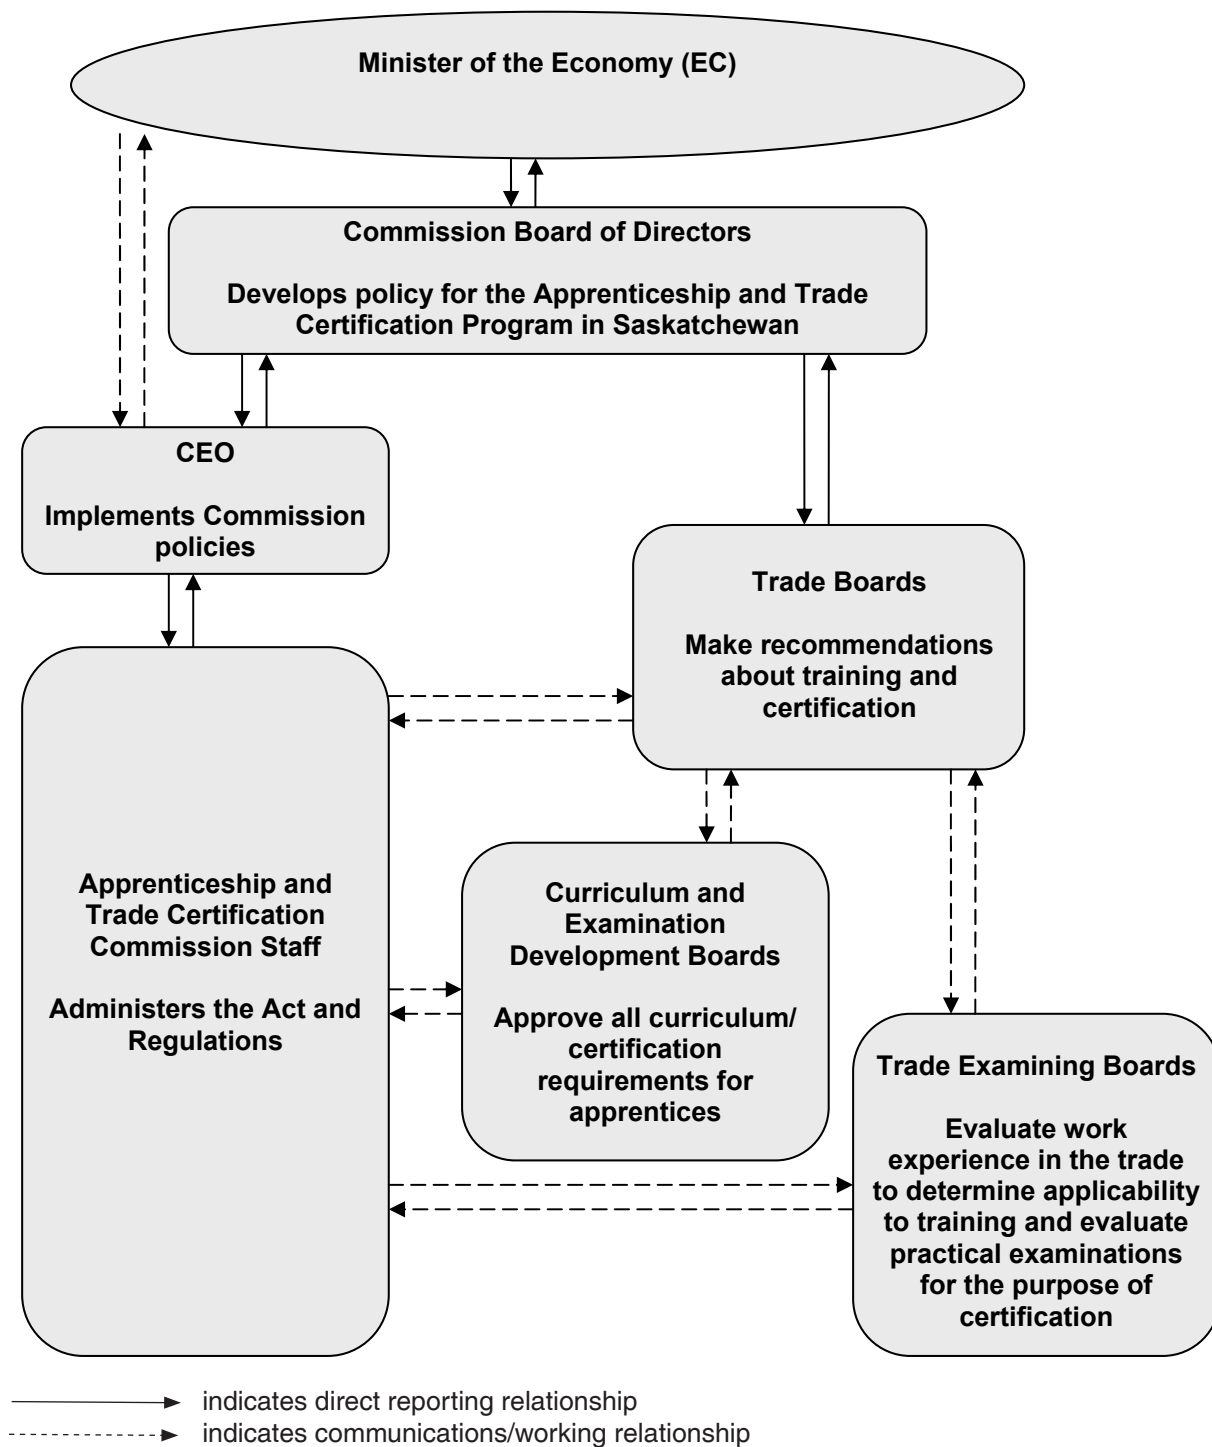 Minister of the Economy (EC)
Commission Board of Directors
Develops policy for the Apprenticeship and Trade
Certification Program in Saskatchewan
CEO
Implements Commission
policies
Trade Boards
Make recommendations
about training and
certification
Apprenticeship and
Trade Certification
Commission Staff
Administers the Act and
Regulations
Curriculum and
Examination
Development Boards
Approve all curriculum/
certification
requirements for
apprentices
Trade Examining Boards
Evaluate work
experience in the trade
to determine applicability
to training and evaluate
practical examinations
for the purpose of
certification
indicates direct reporting relationship
indicates communications/working relationship